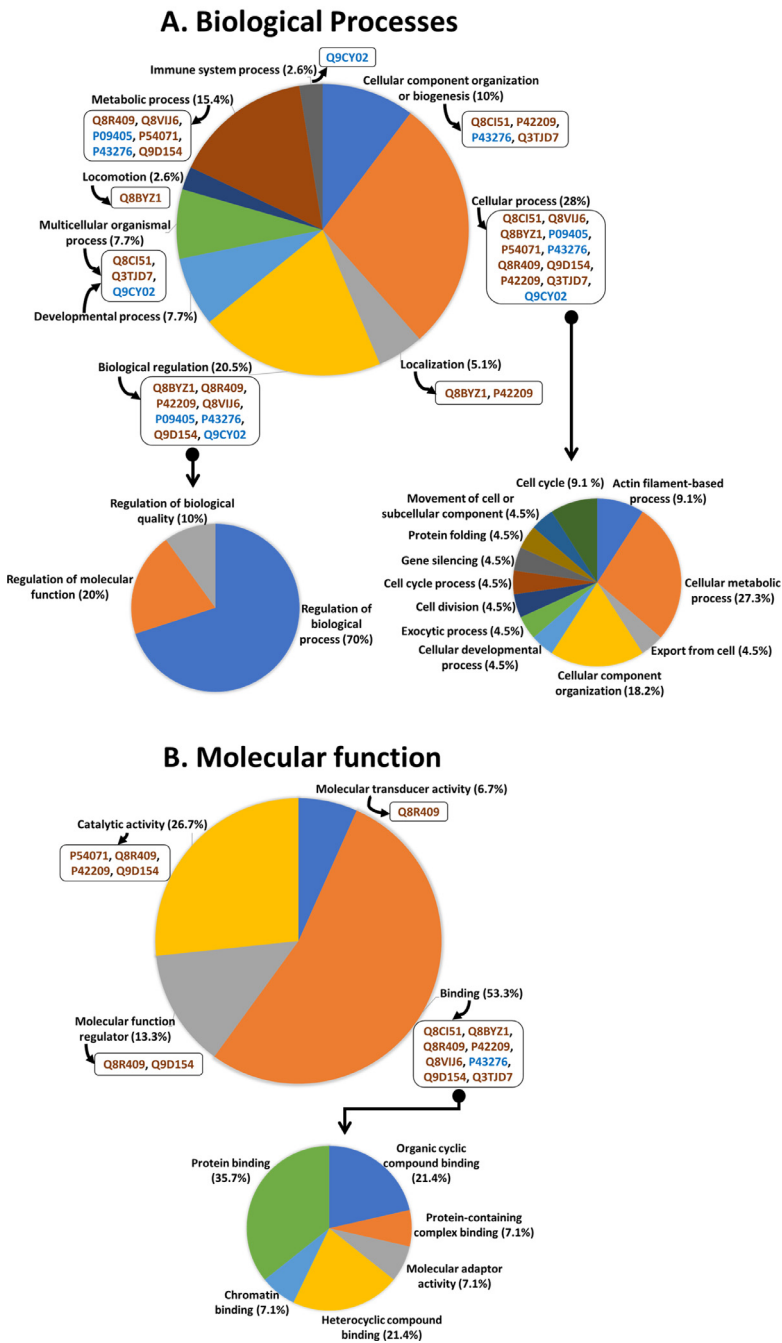 A. Biological Processes
Q9CY02
Immune system process (2.6%)
Cellular component organization
or biogenesis (10%)
Q8CI51, P42209,
P43276, Q3TJD7
Metabolic process (15.4%)
Q8R409, Q8VIJ6,
P09405, P54071,
P43276, Q9D154
Locomotion (2.6%)
Q8BYZ1
Multicellular organismal
process (7.7%)
Q8CI51,
Q3TJD7,
Q9CY02
Developmental process (7.7%)
Cellular process (28%)
Q8CI51, Q8VIJ6,
Q8BYZ1, P09405,
P54071, P43276,
Q8R409, Q9D154,
P42209, Q3TJD7,
Q9CY02
Biological regulation (20.5%)
Q8BYZ1, Q8R409,
P42209, Q8VIJ6,
P09405, P43276,
Q9D154, Q9CY02
Localization (5.1%)
Q8BYZ1, P42209
Regulation of biological
quality (10%)
Regulation of molecular
function (20%)
Regulation of
biological
process (70%)
Cell cycle (9.1 %)
Actin filament-based
process (9.1%)
Movement of cell or
subcellular component (4.5%)
Protein folding (4.5%)
Gene silencing (4.5%)
Cell cycle process (4.5%)
Cell division (4.5%)
Exocytic process (4.5%)
Cellular developmental
process (4.5%)
Cellular metabolic
process (27.3%)
Export from cell (4.5%)
Cellular component
organization (18.2%)
B. Molecular function
Molecular transducer activity (6.7%)
Q8R409
Catalytic activity (26.7%)
P54071, Q8R409,
P42209, Q9D154
Binding (53.3%)
Q8CI51, Q8BYZ1,
Q8R409, P42209,
Q8VIJ6, P43276,
Q9D154, Q3TJD7
Molecular function
regulator (13.3%)
Q8R409, Q9D154
Protein binding
(35.7%)
Organic cyclic
compound binding
(21.4%)
Protein-containing
complex binding (7.1%)
Molecular adaptor
activity (7.1%)
Chromatin
binding (7.1%)
Heterocyclic compound
binding (21.4%)